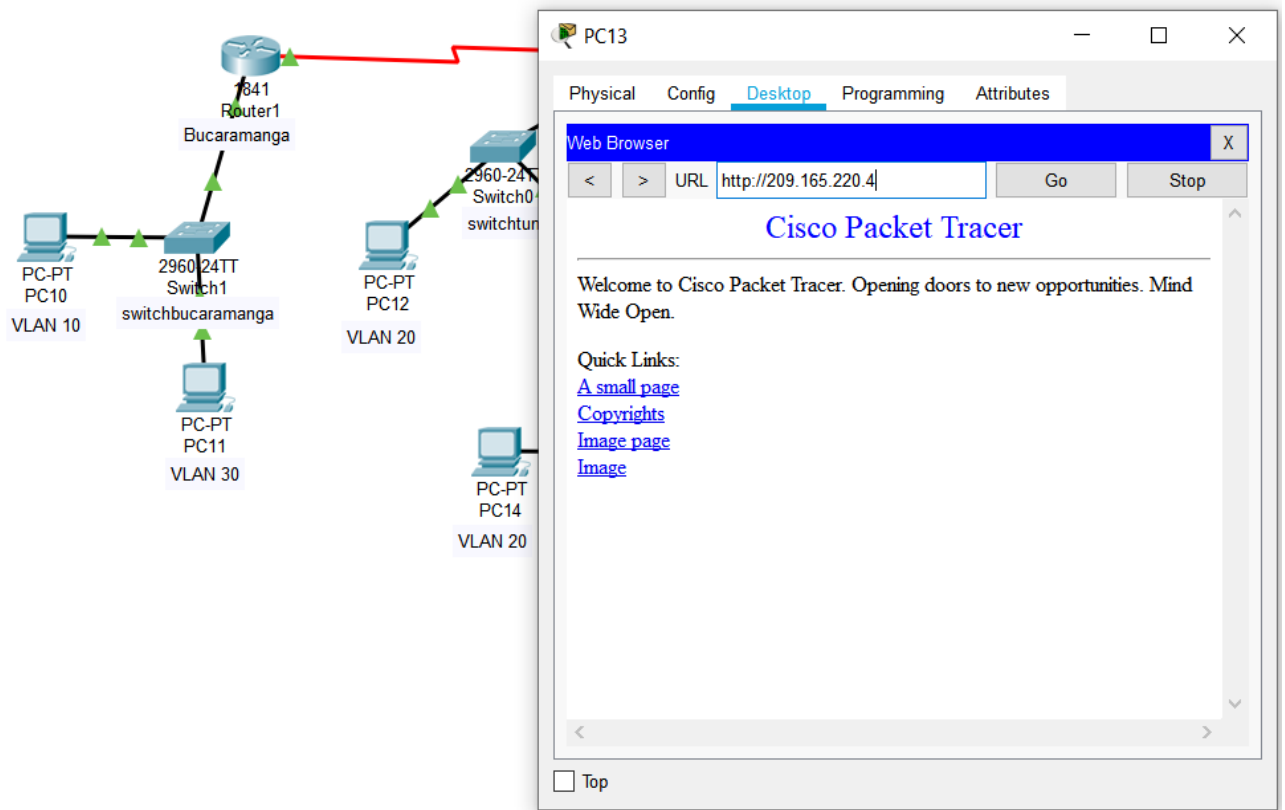 1841
Router1
Bucaramanga
2960-24TT
Switch0
switchtun
PC-PT
PC10
VLAN 10
2960-24TT
Switch1
switchbucaramanga
PC-PT
PC12
VLAN 20
PC-PT
PC11
VLAN 30
PC-PT
PC14
VLAN 20
PC13
Physical Config Desktop Programming Attributes
Web Browser X
< > URL http://209.165.220.4 Go Stop
Cisco Packet Tracer
Welcome to Cisco Packet Tracer. Opening doors to new opportunities. Mind
Wide Open.
Quick Links:
A small page
Copyrights
Image page
Image
Top